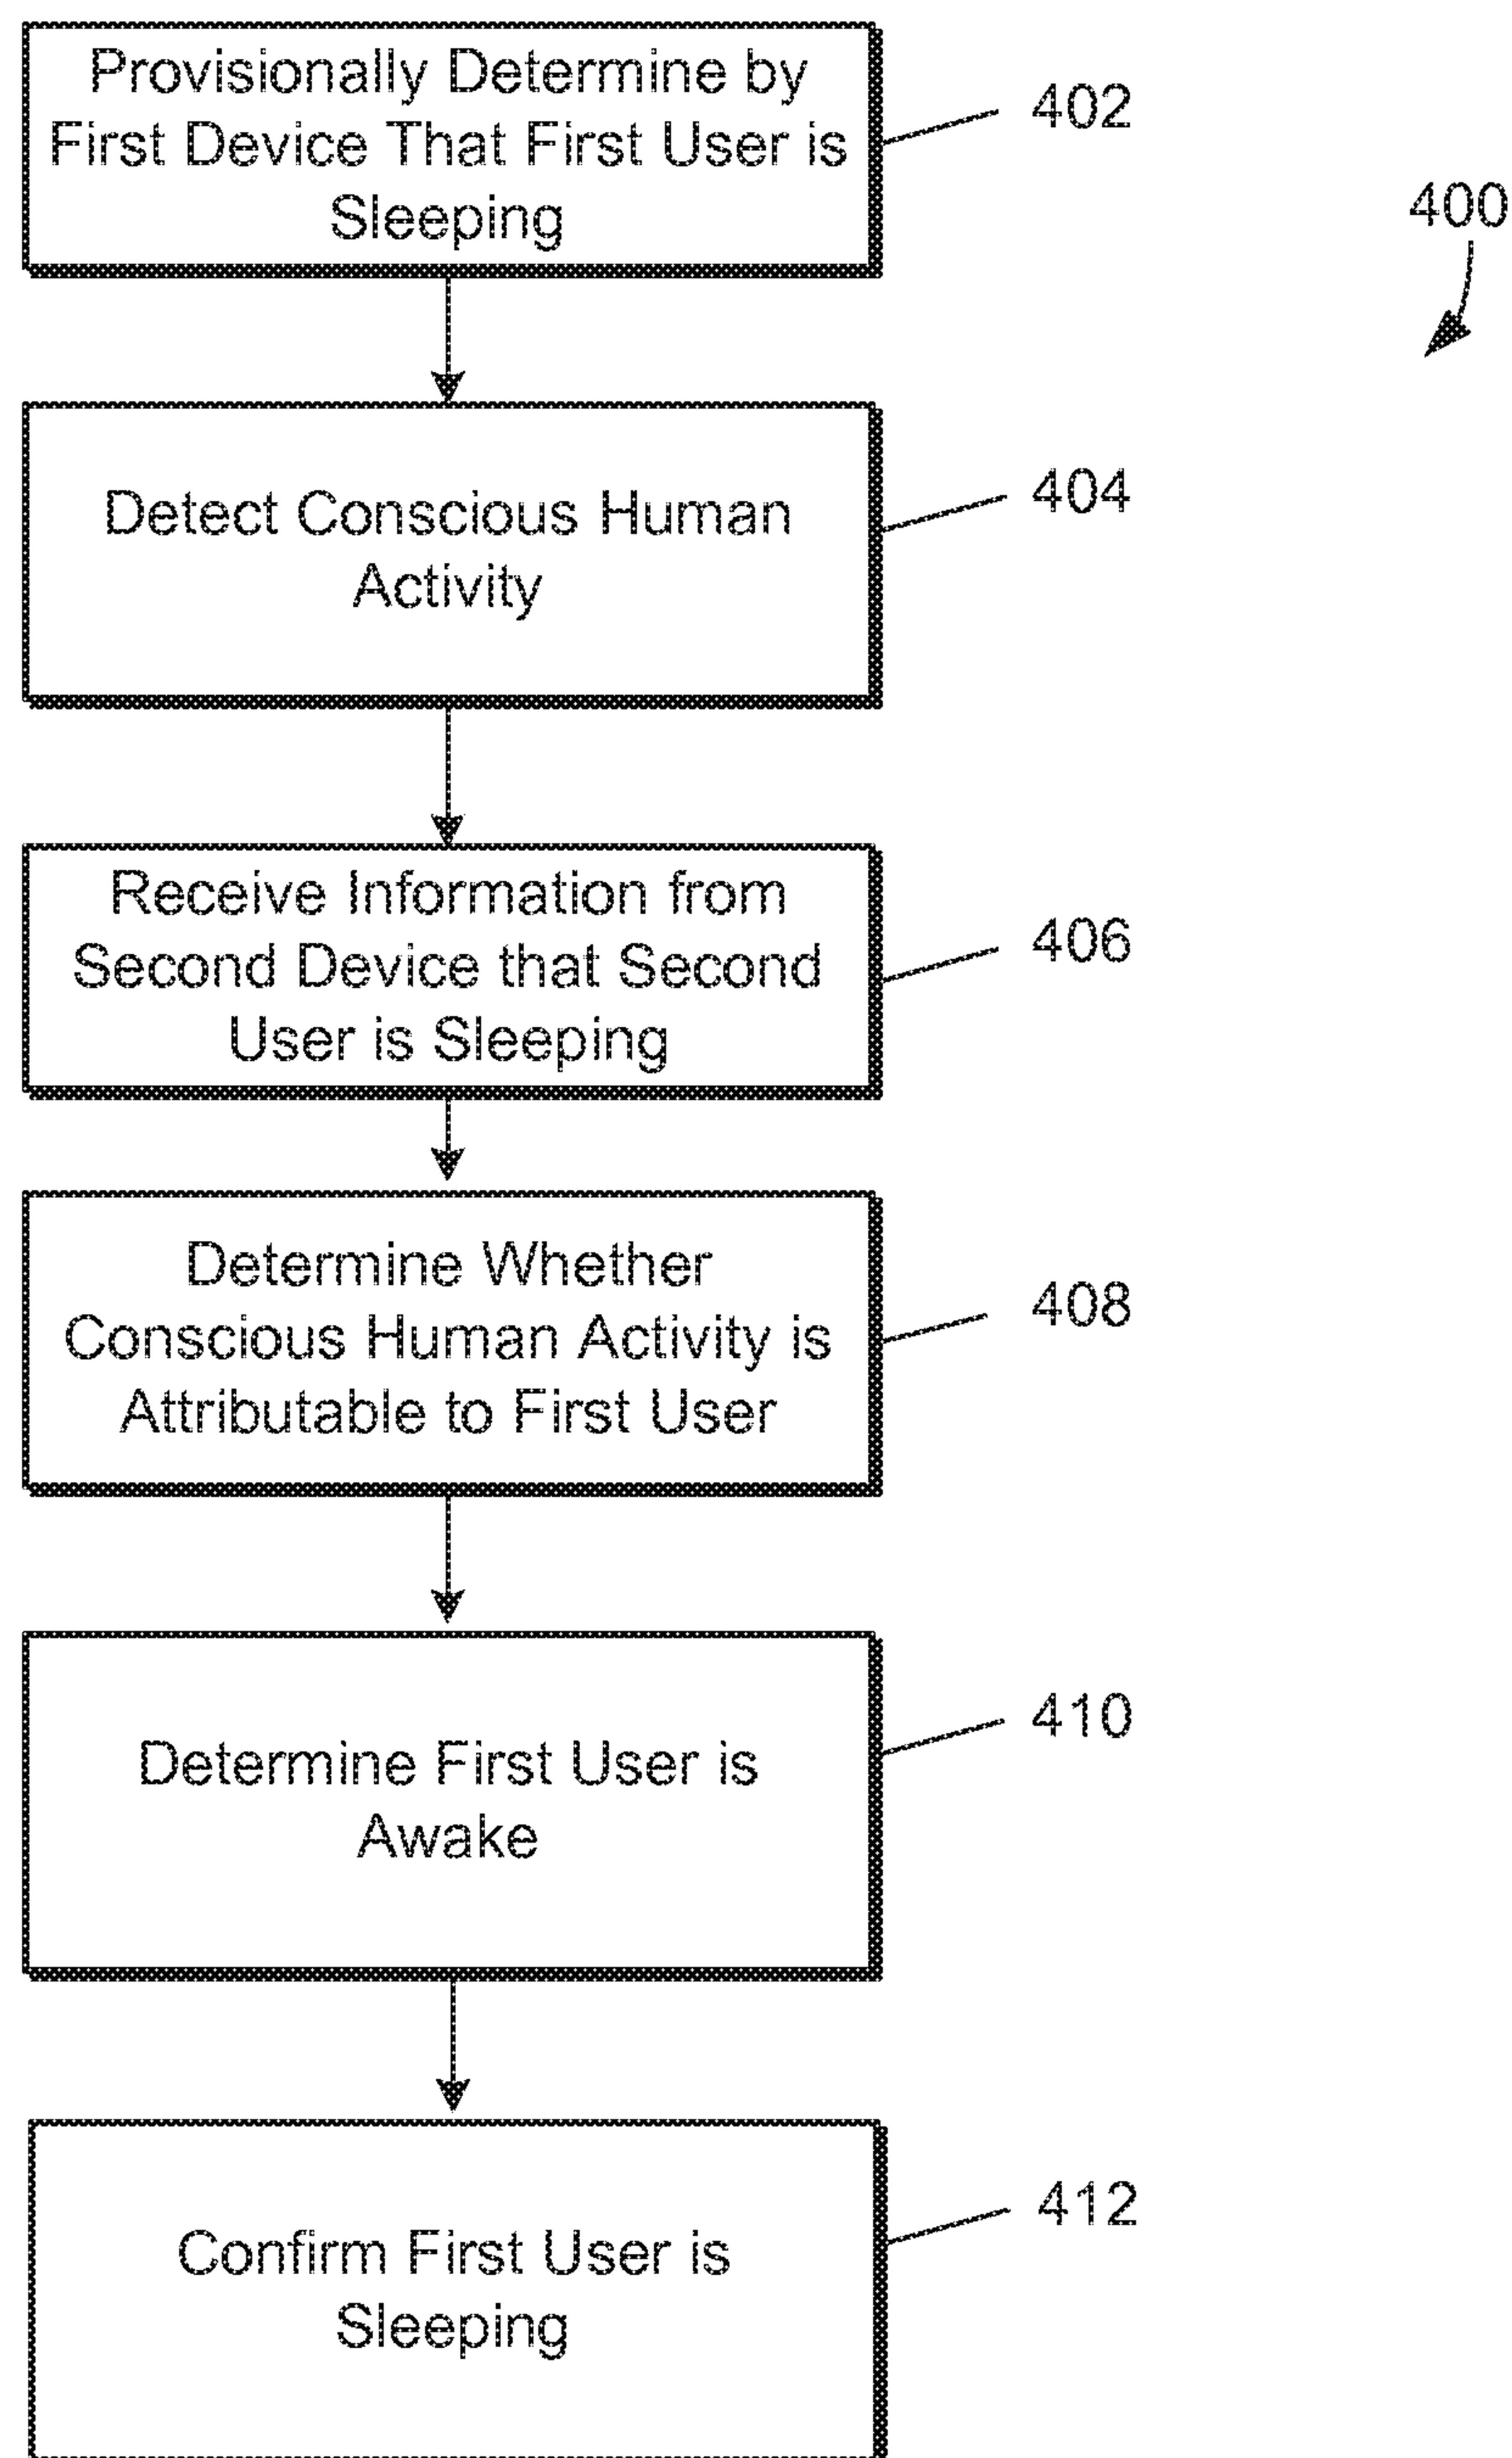 Provisionally Determine by
First Device That First User is
Sleeping
402
400
Detect Conscious Human
Activity
404
Receive Information from
Second Device that Second
User is Sleeping
406
Determine Whether
Conscious Human Activity is
Attributable to First User
408
Determine First User is
Awake
410
Confirm First User is
Sleeping
412